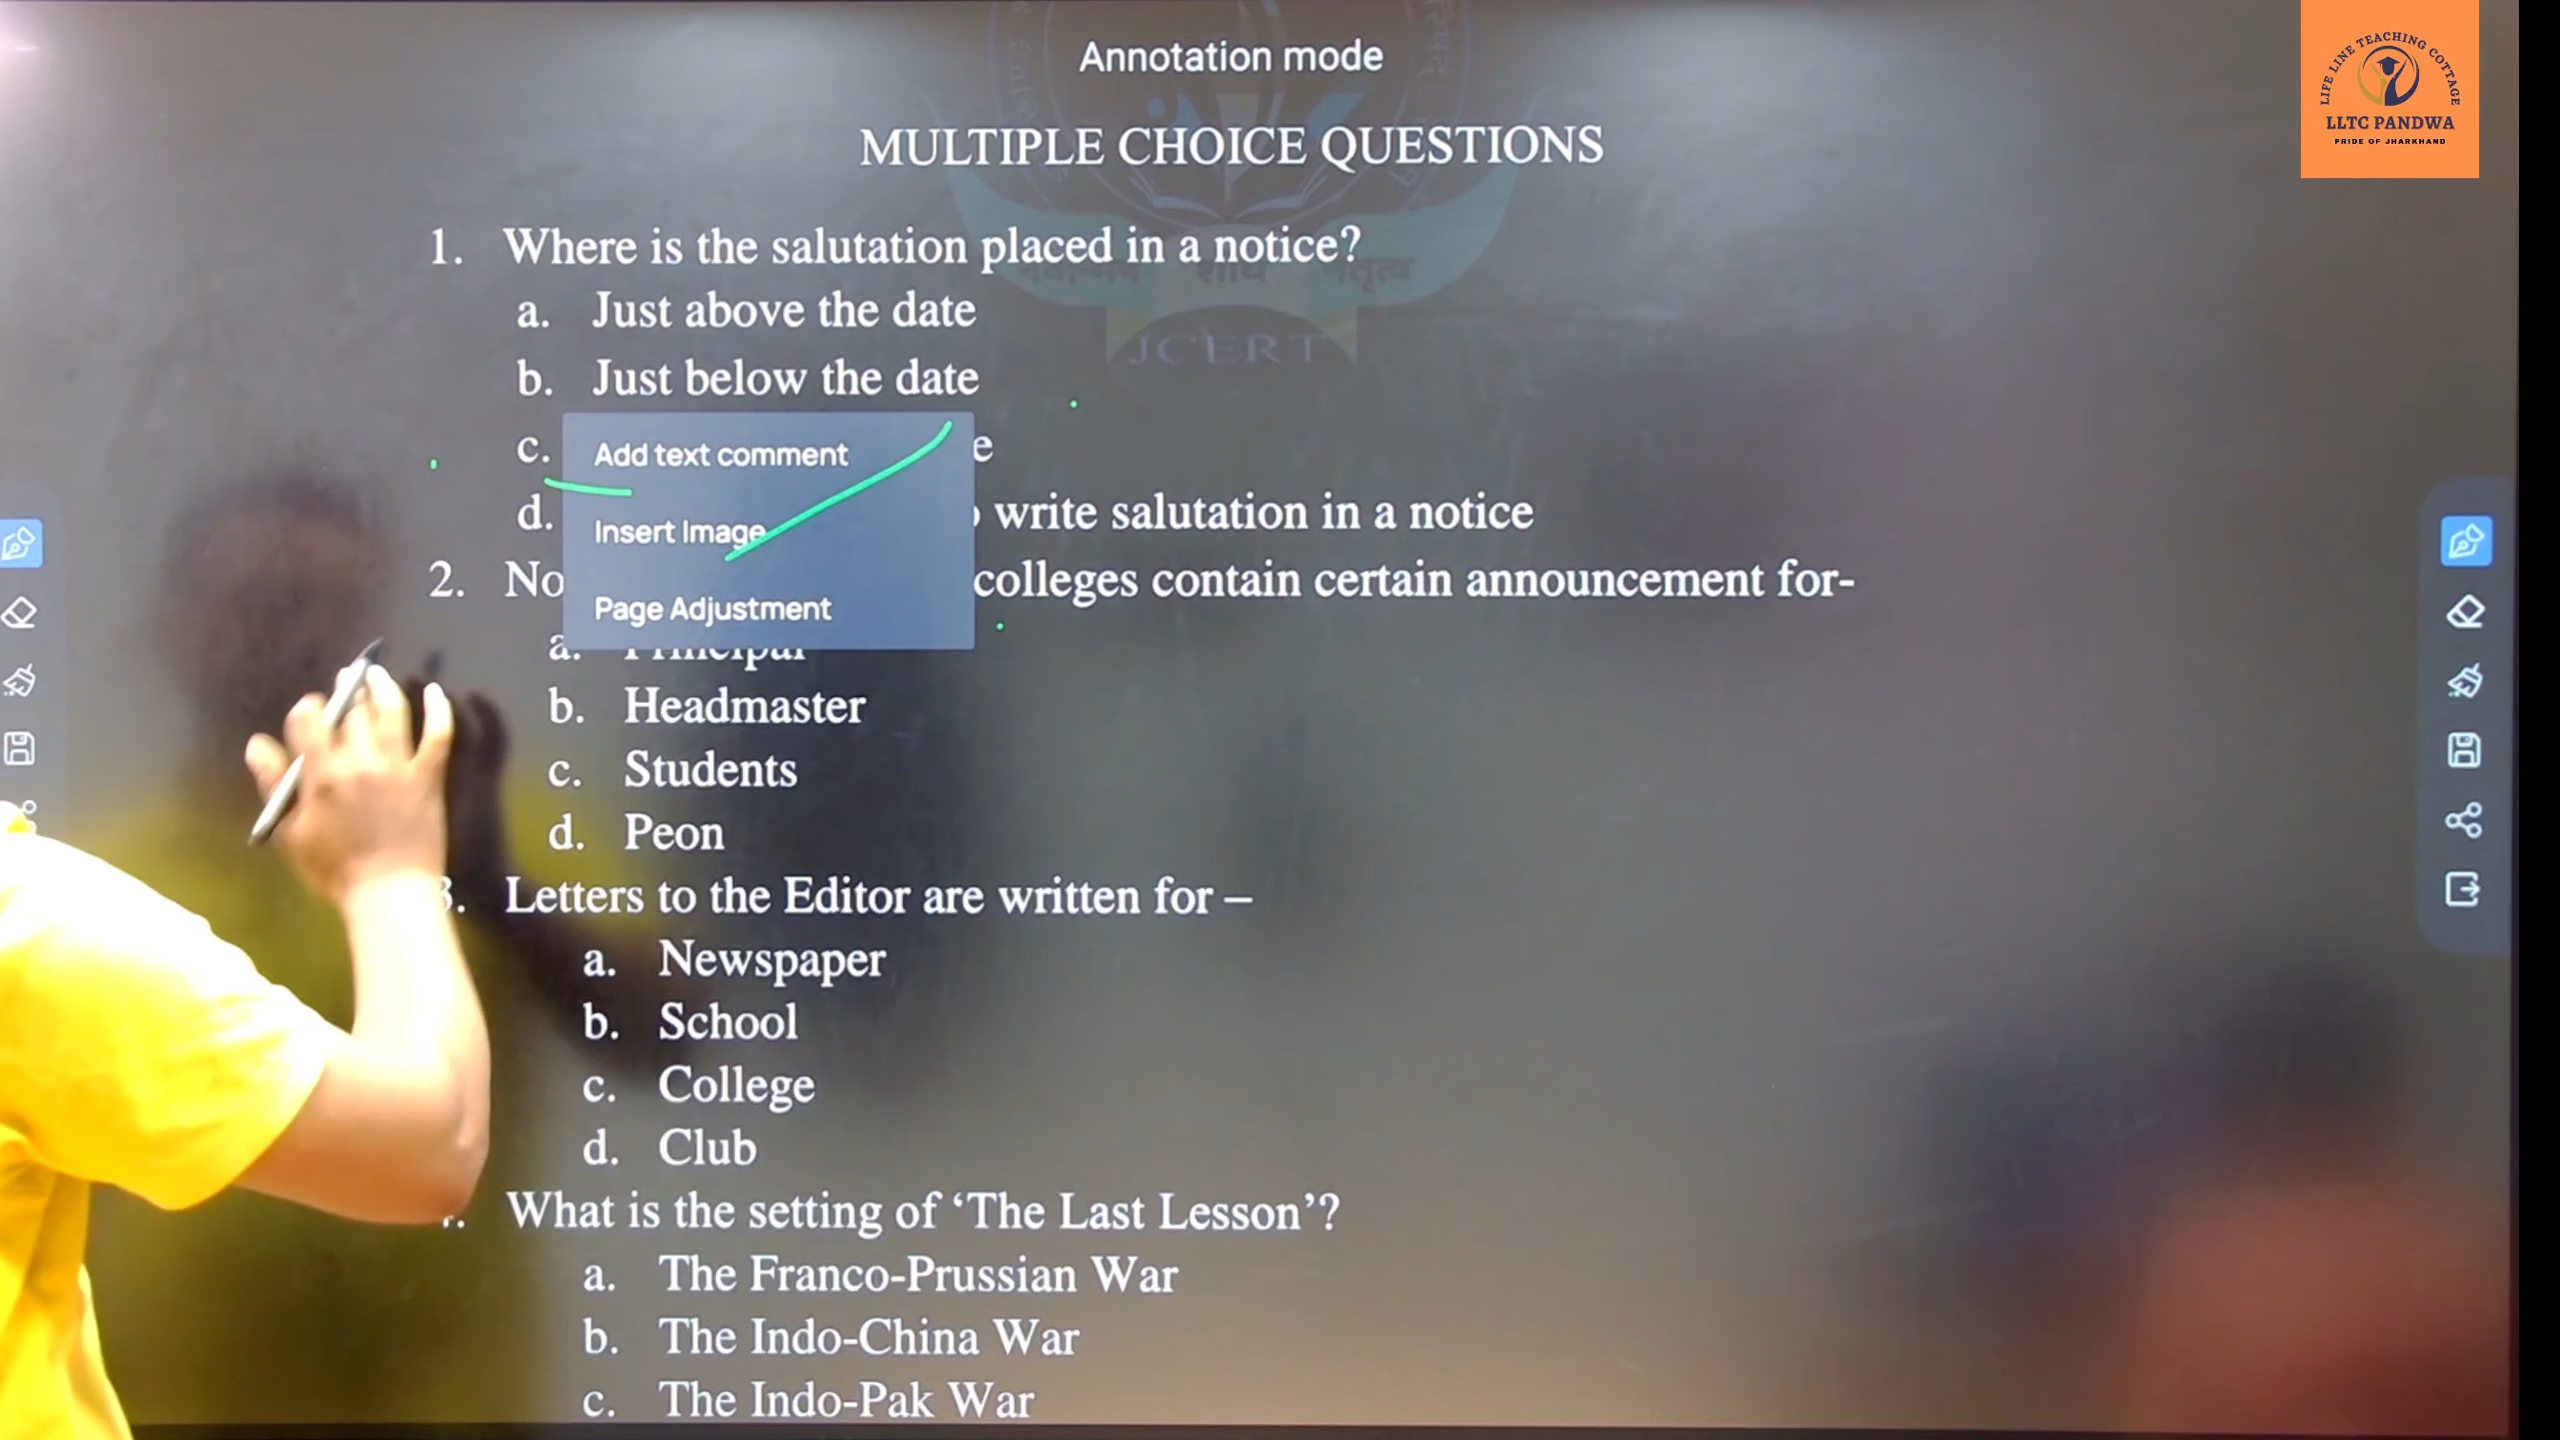 Annotation mode
LIFE LINE TEACHING COTTAGE
LLTC PANDWA
PRIDE OF JHARKHAND
MULTIPLE CHOICE QUESTIONS
1. Where is the salutation placed in a notice?
a. Just above the date
b. Just below the date
c.
d. write salutation in a notice
Add text comment
Insert Image
Page Adjustment
2. No colleges contain certain announcement for-
a. Principal
b. Headmaster
c. Students
d. Peon
3. Letters to the Editor are written for –
a. Newspaper
b. School
c. College
d. Club
What is the setting of ‘The Last Lesson’?
a. The Franco-Prussian War
b. The Indo-China War
c. The Indo-Pak War
JCERT